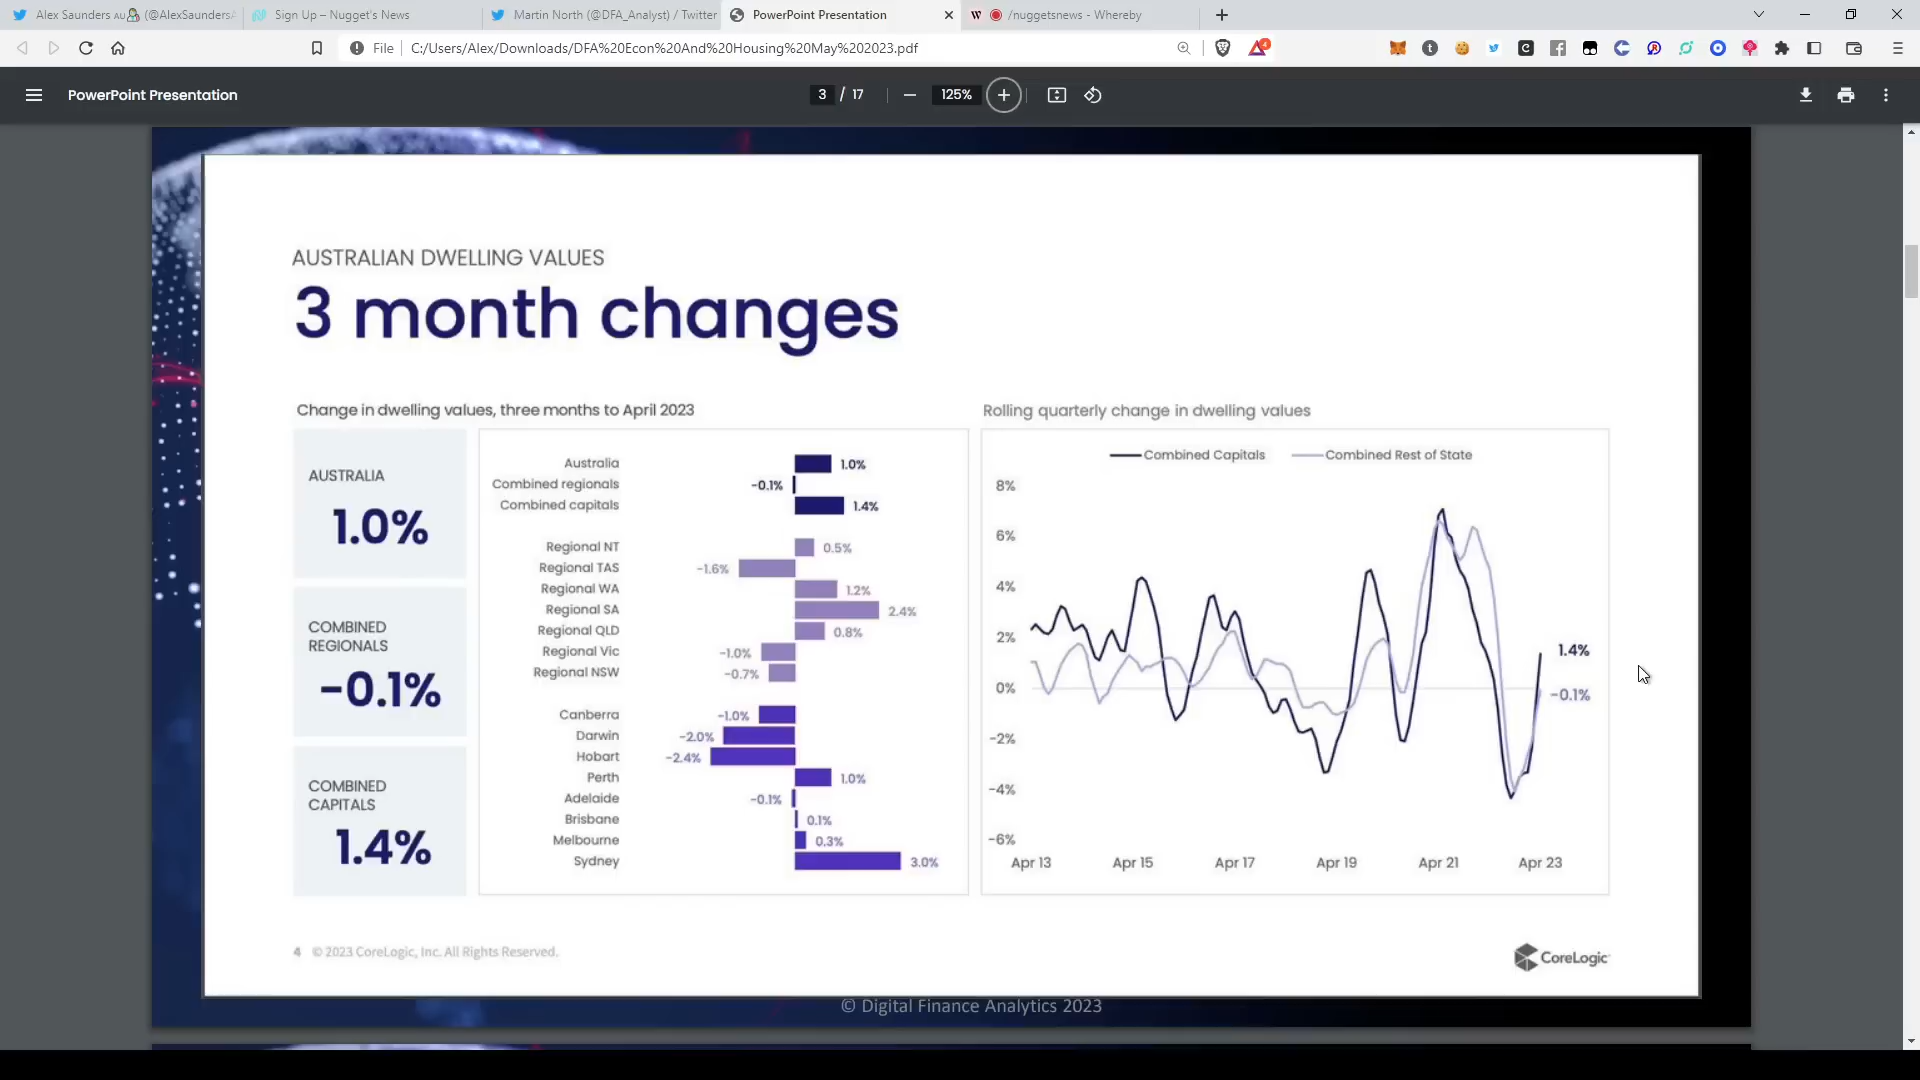 Alex Saunders AU (@AlexSaunders
Sign Up – Nugget's News
Martin North (@DFA_Analyst) / Twitter
PowerPoint Presentation
/nuggetsnews - Whereby
File
C:/Users/Alex/Downloads/DFA%20Econ%20And%20Housing%20May%202023.pdf
4
PowerPoint Presentation
3 / 17
125%
AUSTRALIAN DWELLING VALUES
3 month changes
Change in dwelling values, three months to April 2023
AUSTRALIA
1.0%
COMBINED
REGIONALS
-0.1%
COMBINED
CAPITALS
1.4%
Australia 1.0%
Combined regionals -0.1%
Combined capitals 1.4%
Regional NT 0.5%
Regional TAS -1.6%
Regional WA 1.2%
Regional SA 2.4%
Regional QLD 0.8%
Regional Vic -1.0%
Regional NSW -0.7%
Canberra -1.0%
Darwin -2.0%
Hobart -2.4%
Perth 1.0%
Adelaide -0.1%
Brisbane 0.1%
Melbourne 0.3%
Sydney 3.0%
Rolling quarterly change in dwelling values
Combined Capitals
Combined Rest of State
8%
6%
4%
2%
0%
-2%
-4%
-6%
1.4%
-0.1%
Apr 13 Apr 15 Apr 17 Apr 19 Apr 21 Apr 23
4 © 2023 CoreLogic, Inc. All Rights Reserved.
CoreLogic
© Digital Finance Analytics 2023